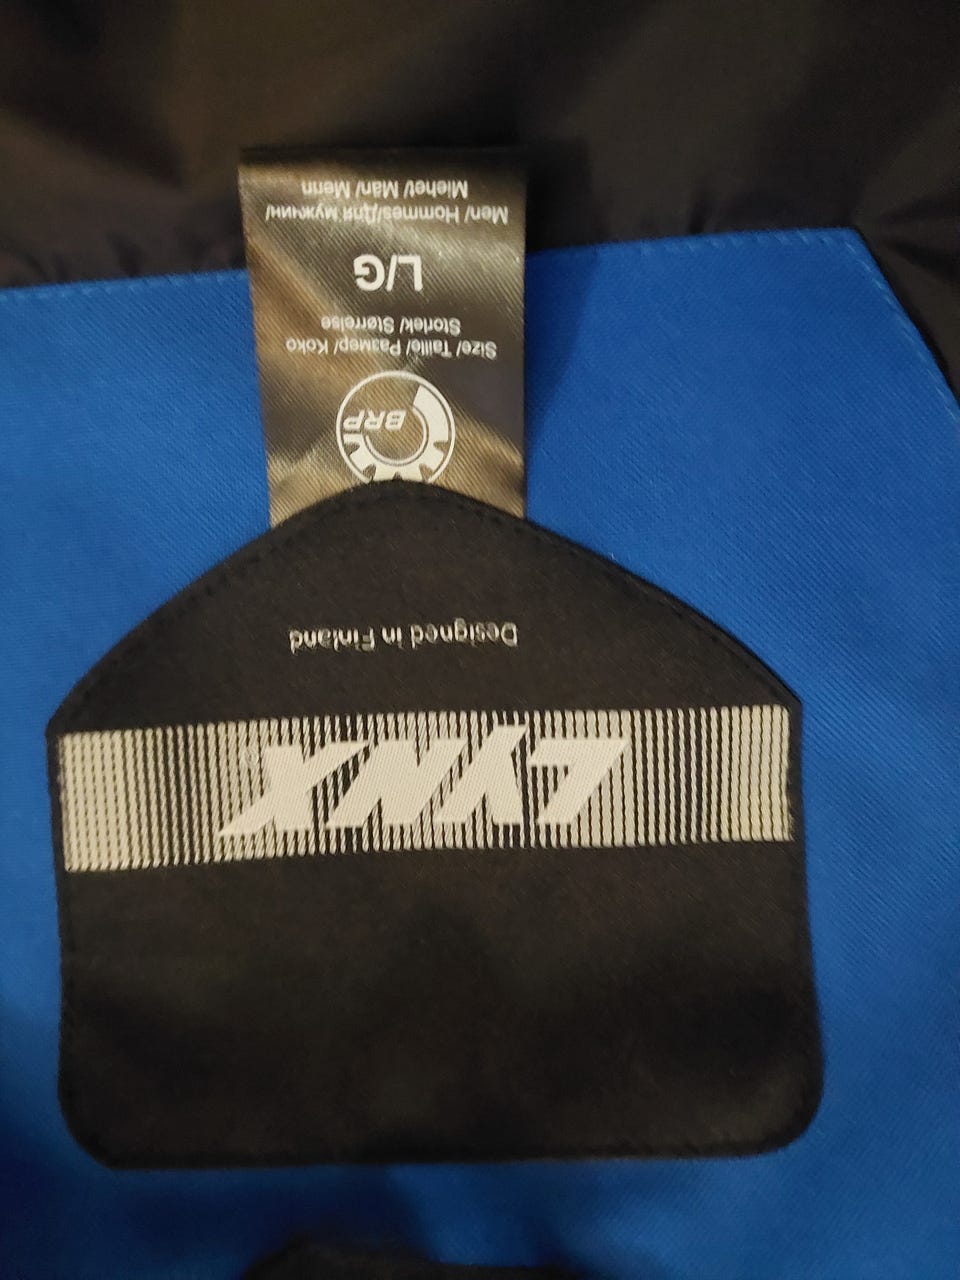 LYNX
Designed in Finland
BRP
Size/ Taille/ Размер/ Koko
Storlek/ Størrelse
L/G
Men/ Hommes/Для мужчин/
Miehet/ Män/ Menn